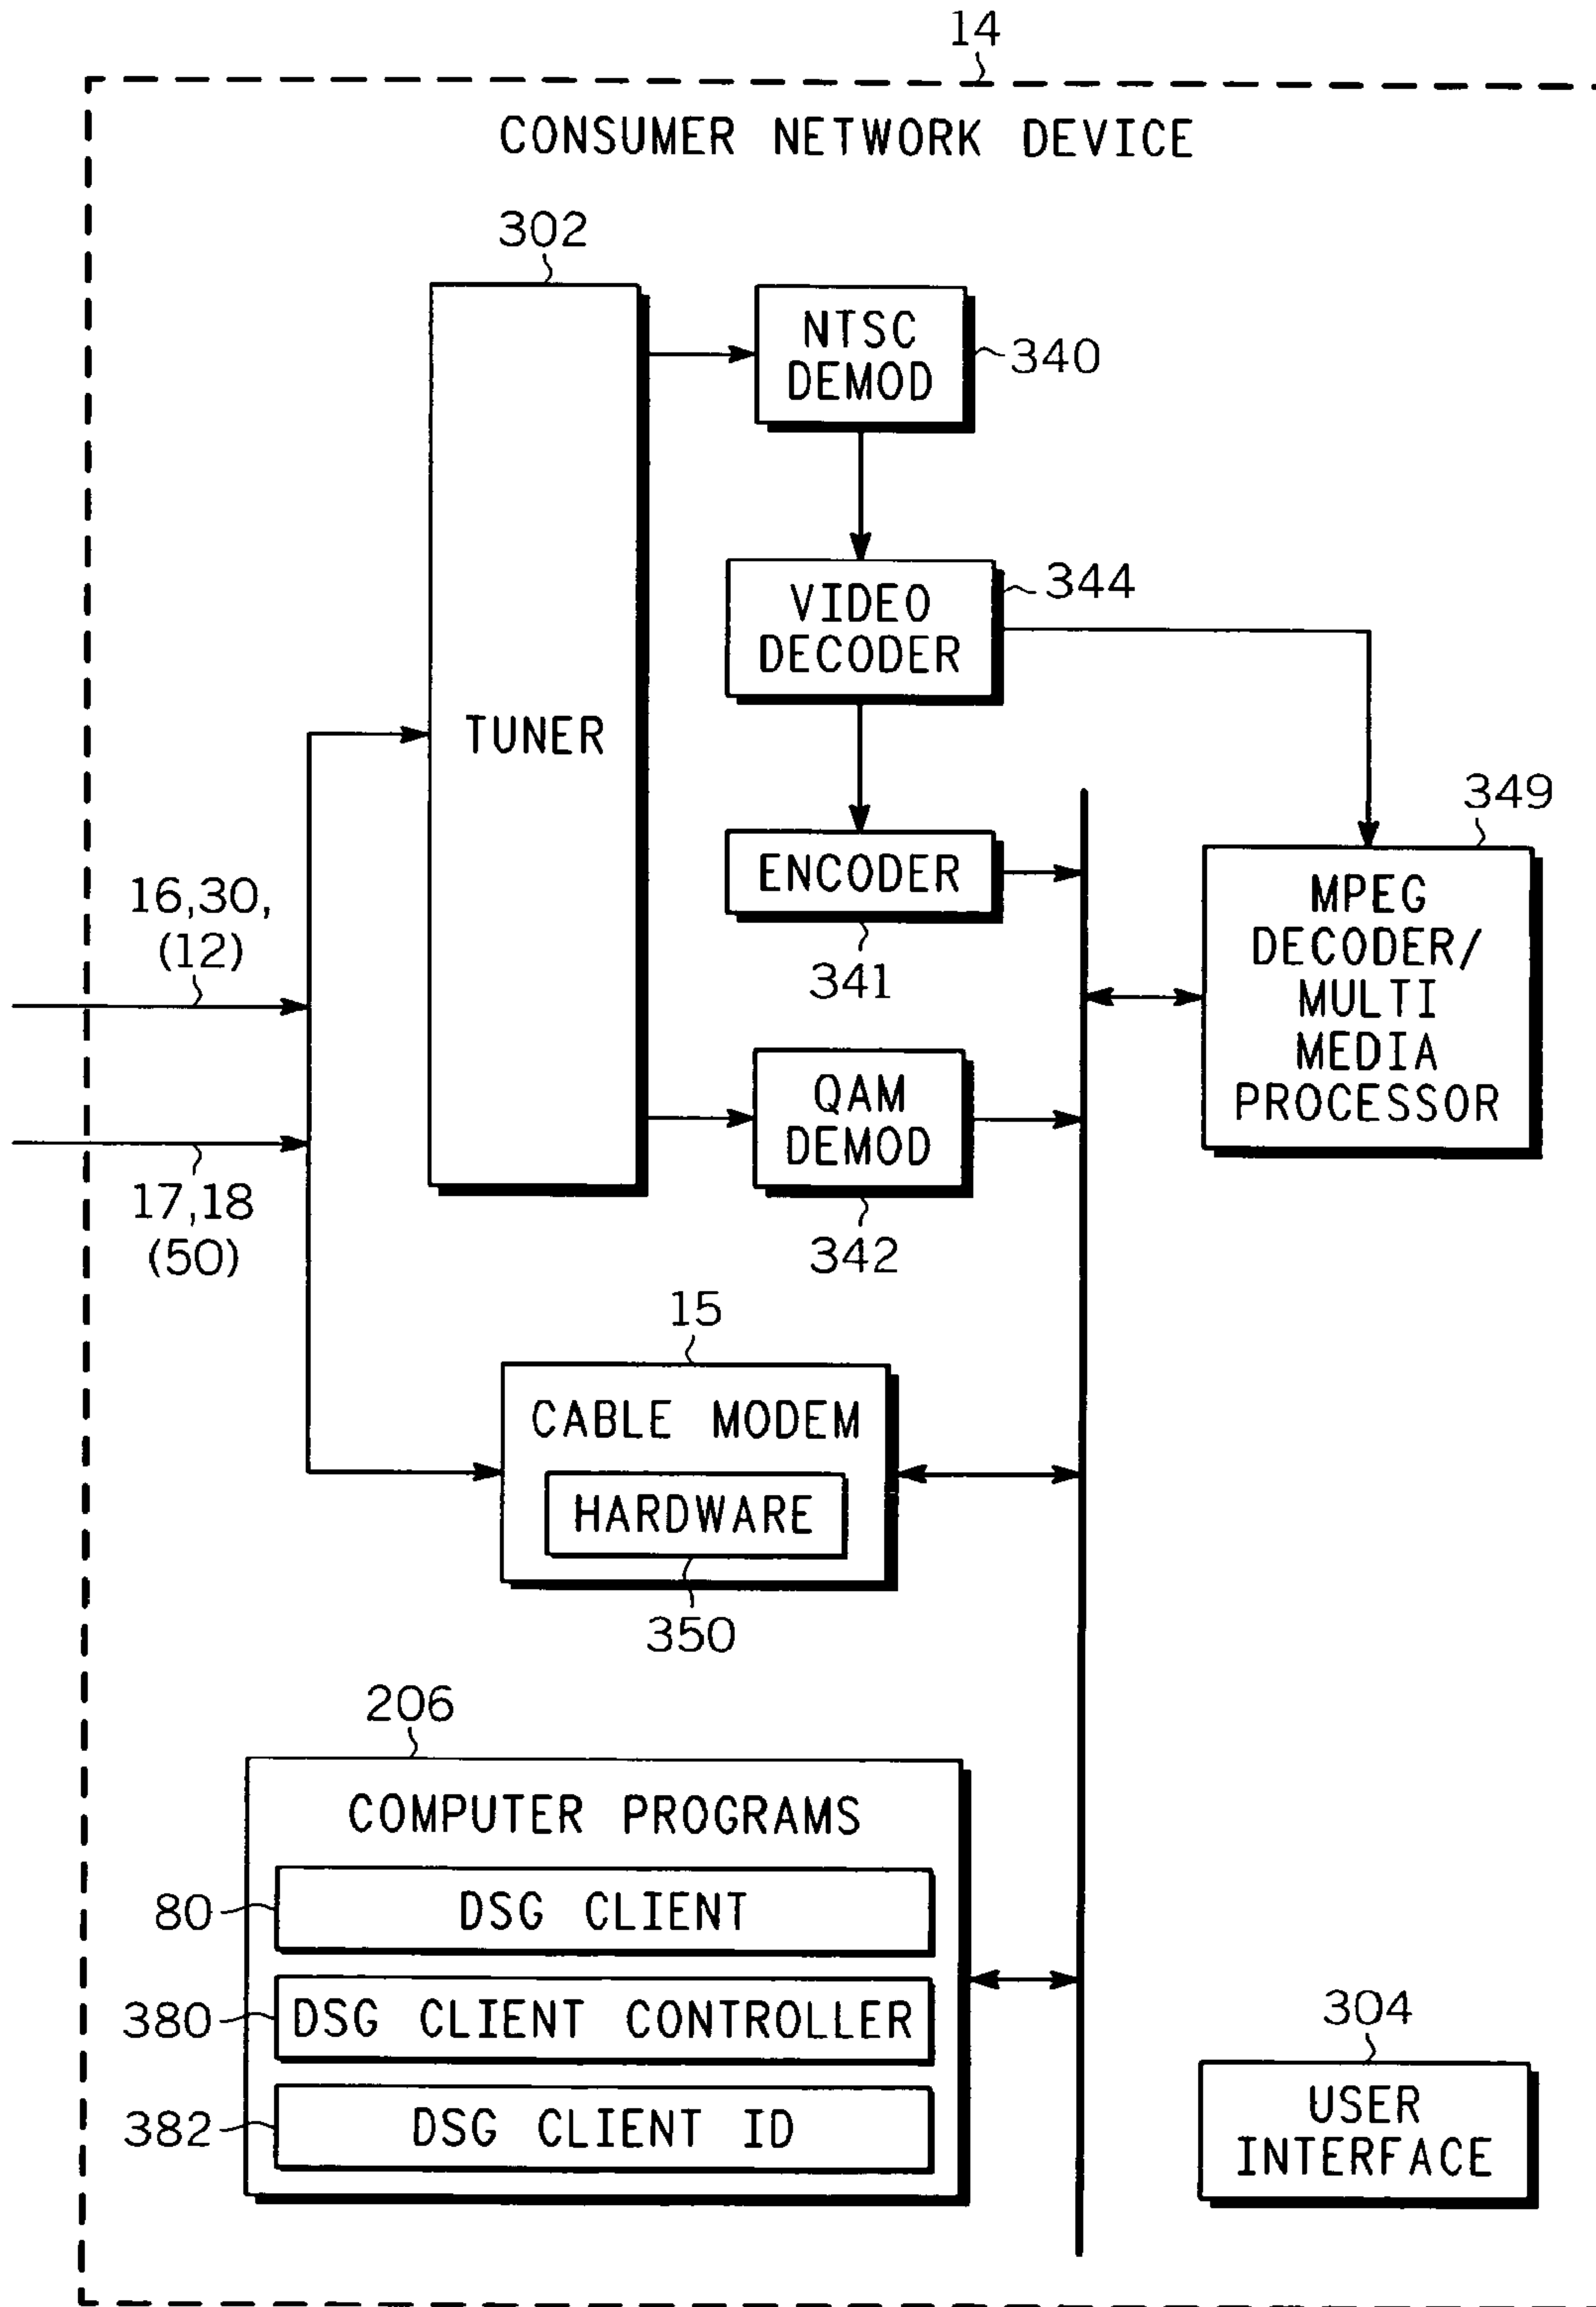 14
CONSUMER NETWORK DEVICE
302
NTSC
DEMOD
340
VIDEO
DECODER
344
TUNER
349
ENCODER
341
MPEG
DECODER/
MULTI
MEDIA
PROCESSOR
16,30,
(12)
QAM
DEMOD
342
17,18
(50)
15
CABLE MODEM
HARDWARE
350
206
COMPUTER PROGRAMS
80
DSG CLIENT
380
DSG CLIENT CONTROLLER
382
DSG CLIENT ID
304
USER
INTERFACE